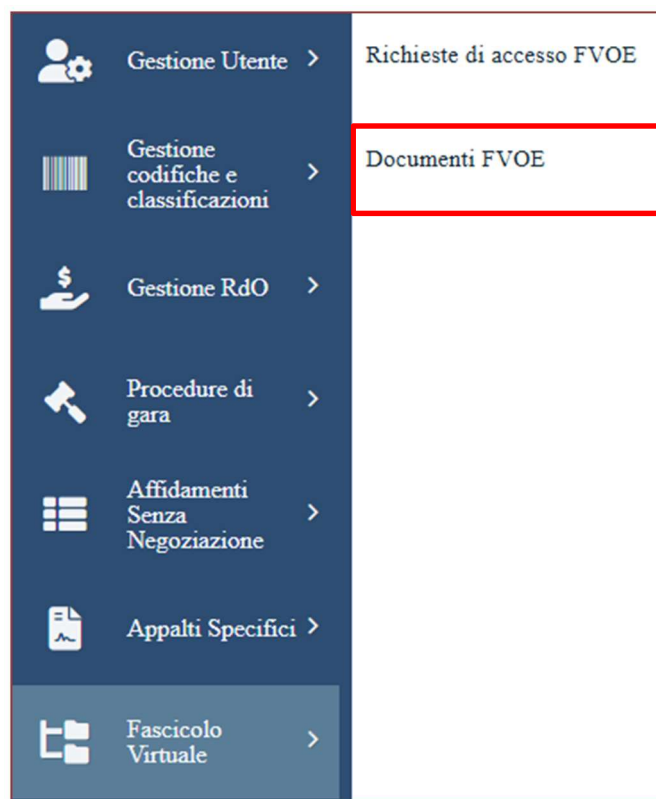 Gestione Utente
Gestione
codifiche e
classificazioni
Gestione RdO
Procedure di
gara
Affidamenti
Senza
Negoziazione
Appalti Specifici
Fascicolo
Virtuale
Richieste di accesso FVOE
Documenti FVOE